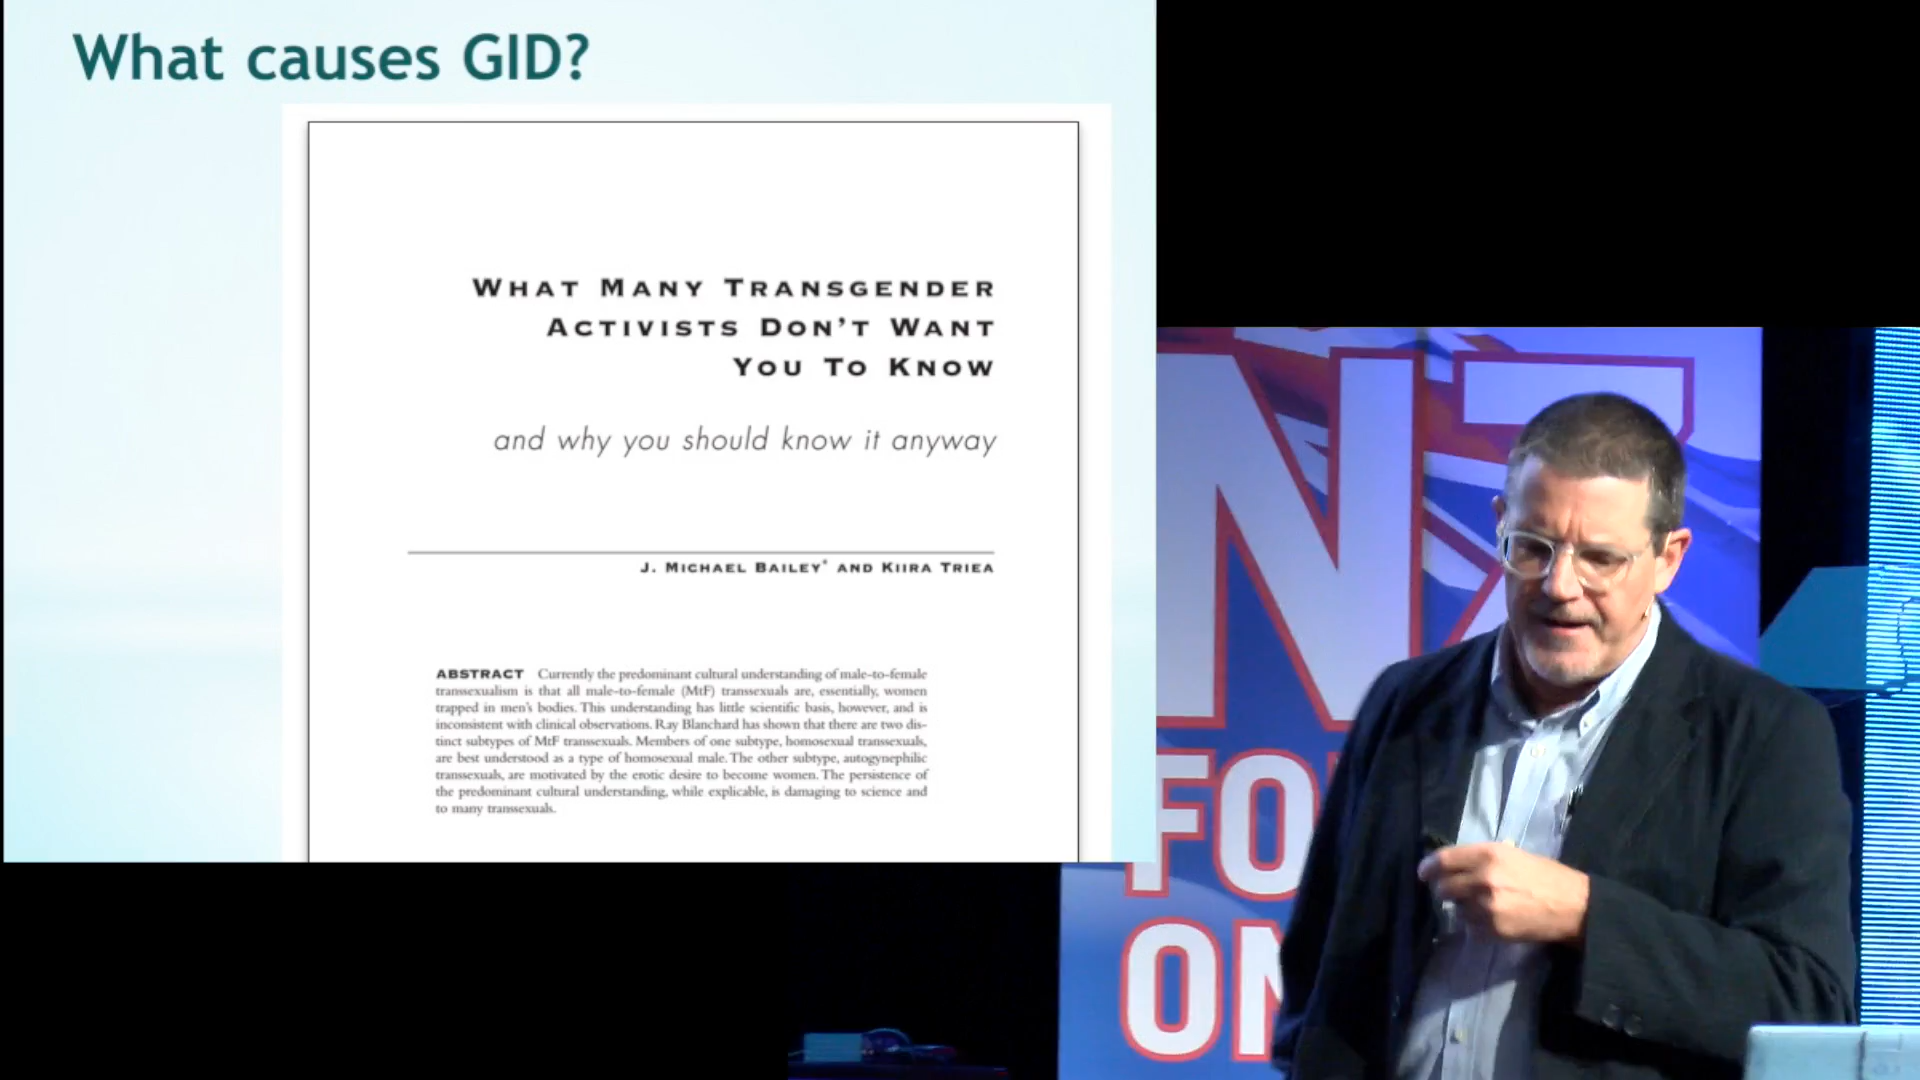 What causes GID?
WHAT MANY TRANSGENDER
ACTIVISTS DON'T WANT
YOU TO KNOW
and why you should know it anyway
J. MICHAEL BAILEY* AND KIIRA TRIEA
ABSTRACT Currently the predominant cultural understanding of male-to-female
transsexualism is that all male-to-female (MtF) transsexuals are, essentially, women
trapped in men's bodies. This understanding has little scientific basis, however, and is
inconsistent with clinical observations. Ray Blanchard has shown that there are two dis-
tinct subtypes of MtF transsexuals. Members of one subtype, homosexual transsexuals,
are best understood as a type of homosexual male. The other subtype, autogynephilic
transsexuals, are motivated by the erotic desire to become women. The persistence of
the predominant cultural understanding, while explicable, is damaging to science and
to many transsexuals.
NZ
FO
ON